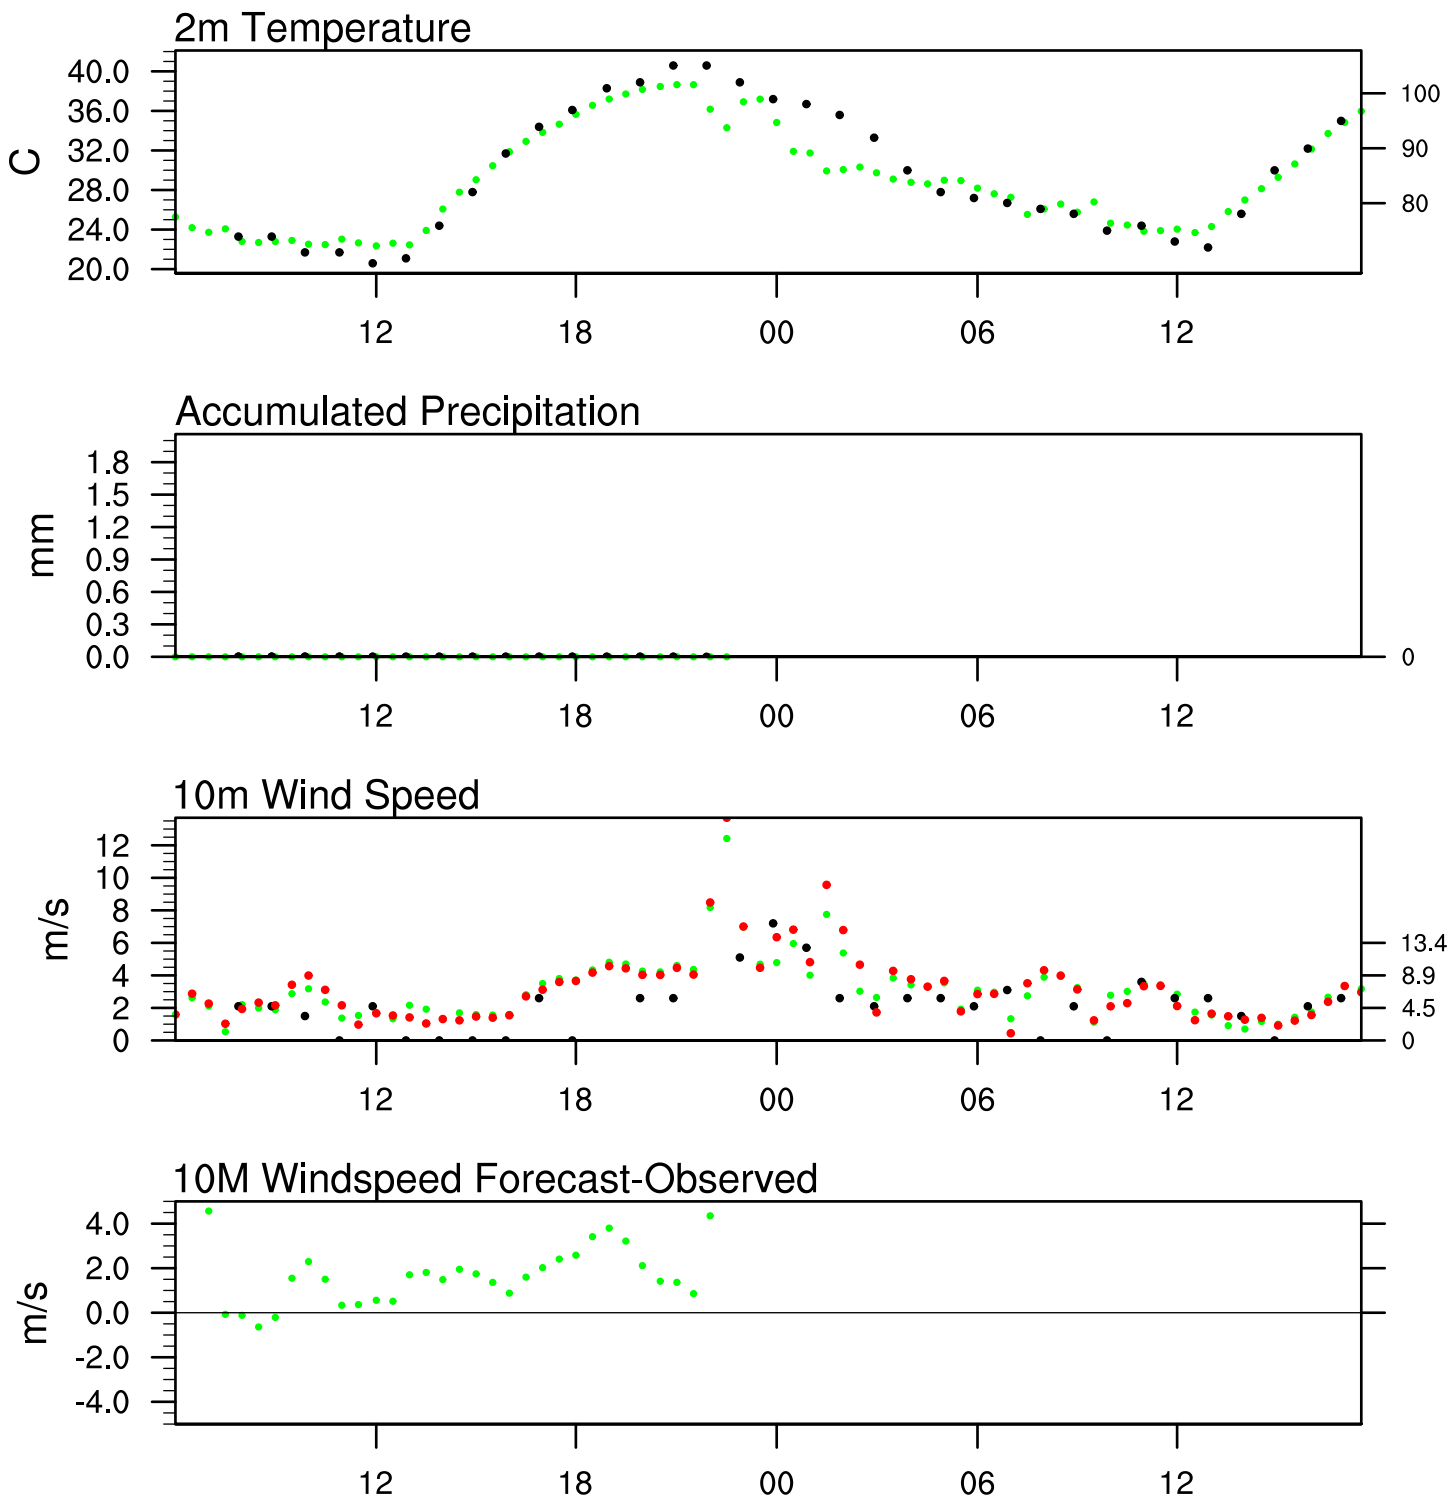 2m Temperature
C
40.0
36.0
32.0
28.0
24.0
20.0
100
90
80
12 18 00 06 12
Accumulated Precipitation
mm
1.8
1.5
1.2
0.9
0.6
0.3
0.0
0
12 18 00 06 12
10m Wind Speed
m/s
12
10
8
6
4
2
0
13.4
8.9
4.5
0
12 18 00 06 12
10M Windspeed Forecast-Observed
m/s
4.0
2.0
0.0
-2.0
-4.0
12 18 00 06 12